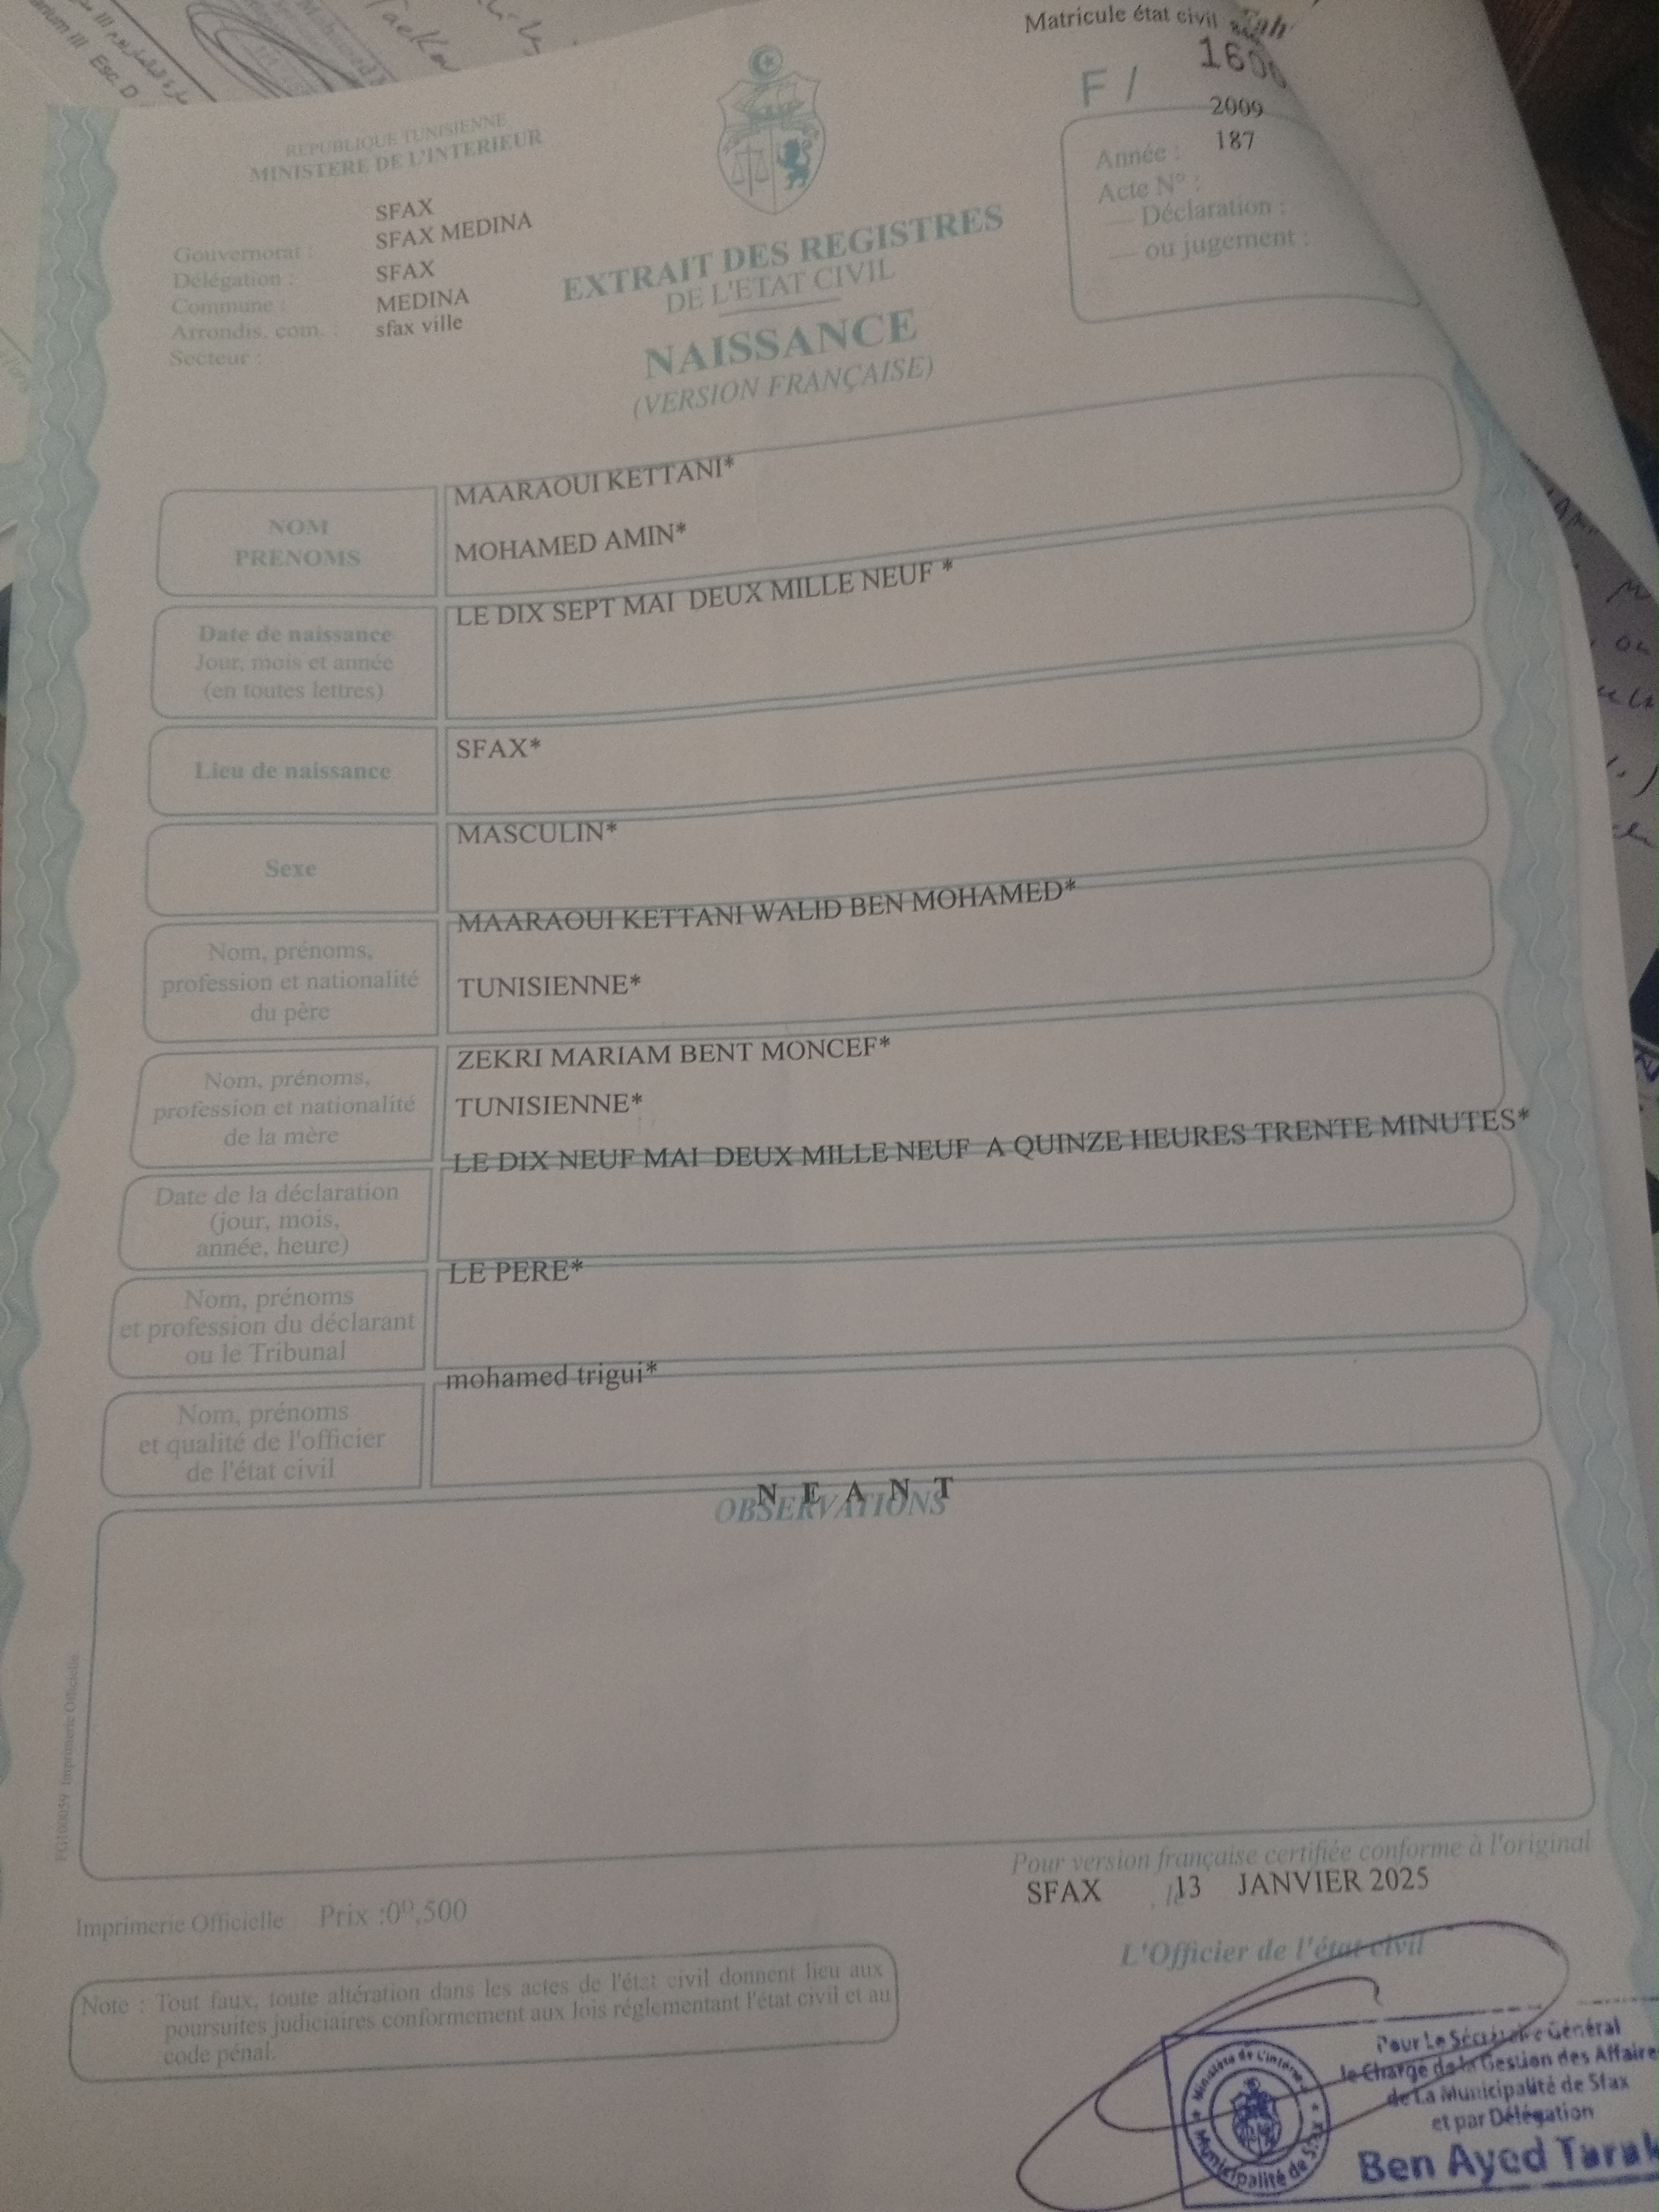 Matricule état civil
F /
2009
187
Année :
Acte N° :
— Déclaration :
— ou jugement :
REPUBLIQUE TUNISIENNE
MINISTERE DE L'INTERIEUR
Gouvernorat : SFAX
Délégation : SFAX MEDINA
Commune : SFAX
Arrondis. com. : MEDINA
Secteur : sfax ville
EXTRAIT DES REGISTRES
DE L'ETAT CIVIL
NAISSANCE
(VERSION FRANÇAISE)
NOM
PRENOMS
MAARAOUI KETTANI*
MOHAMED AMIN*
Date de naissance
Jour, mois et année
(en toutes lettres)
LE DIX SEPT MAI DEUX MILLE NEUF *
Lieu de naissance
SFAX*
Sexe
MASCULIN*
Nom, prénoms,
profession et nationalité
du père
MAARAOUI KETTANI WALID BEN MOHAMED*
TUNISIENNE*
Nom, prénoms,
profession et nationalité
de la mère
ZEKRI MARIAM BENT MONCEF*
TUNISIENNE*
Date de la déclaration
(jour, mois,
année, heure)
LE DIX NEUF MAI DEUX MILLE NEUF A QUINZE HEURES TRENTE MINUTES*
Nom, prénoms
et profession du déclarant
ou le Tribunal
LE PERE*
Nom, prénoms
et qualité de l'officier
de l'état civil
mohamed trigui*
N E A N T
OBSERVATIONS
Imprimerie Officielle
Pour version française certifiée conforme à l'original
SFAX , le 13 JANVIER 2025
Imprimerie Officielle Prix :0ᴰ,500
L'Officier de l'état civil
Note : Tout faux, toute altération dans les actes de l'état civil donnent lieu aux
poursuites judiciaires conformement aux lois réglementant l'état civil et au
code pénal.
Pour Le Secrétaire Général
le Chargé de la Gestion des Affaire
de La Municipalité de Sfax
et par Délégation
Ben Ayed Tarak
Ministère de L'intérieur
Municipalité de Sfax